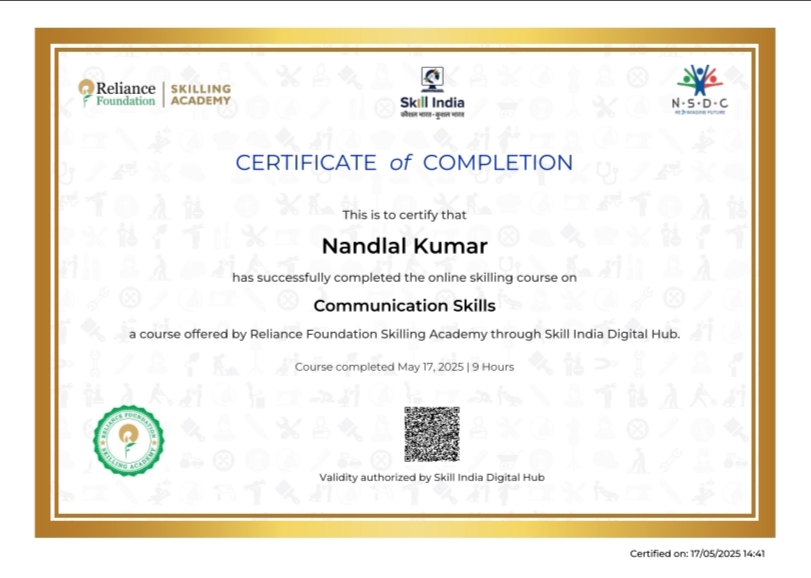 Reliance
Foundation
SKILLING
ACADEMY
Skill India
कौशल भारत-कुशल भारत
N·S·D·C
RE IMAGINE FUTURE
CERTIFICATE of COMPLETION
This is to certify that
Nandlal Kumar
has successfully completed the online skilling course on
Communication Skills
a course offered by Reliance Foundation Skilling Academy through Skill India Digital Hub.
Course completed May 17, 2025 | 9 Hours
RELIANCE FOUNDATION
SKILLING ACADEMY
Validity authorized by Skill India Digital Hub
Certified on: 17/05/2025 14:41